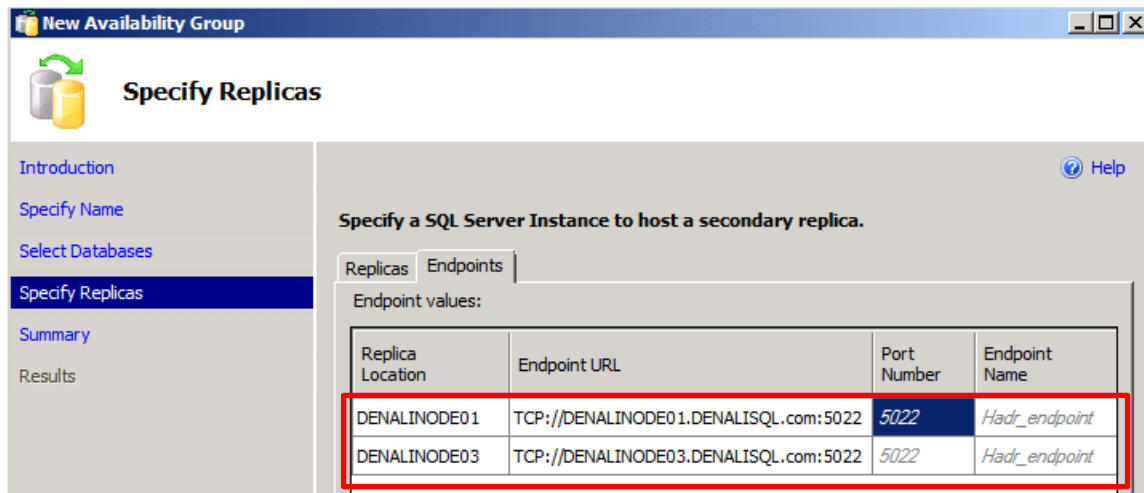 New Availability Group
Specify Replicas
Introduction
Specify Name
Select Databases
Specify Replicas
Summary
Results
Help
Specify a SQL Server Instance to host a secondary replica.
Replicas Endpoints
Endpoint values:
Replica Location Endpoint URL Port Number Endpoint Name
DENALINODE01 TCP://DENALINODE01.DENALISQL.com:5022 5022 Hadr_endpoint
DENALINODE03 TCP://DENALINODE03.DENALISQL.com:5022 5022 Hadr_endpoint